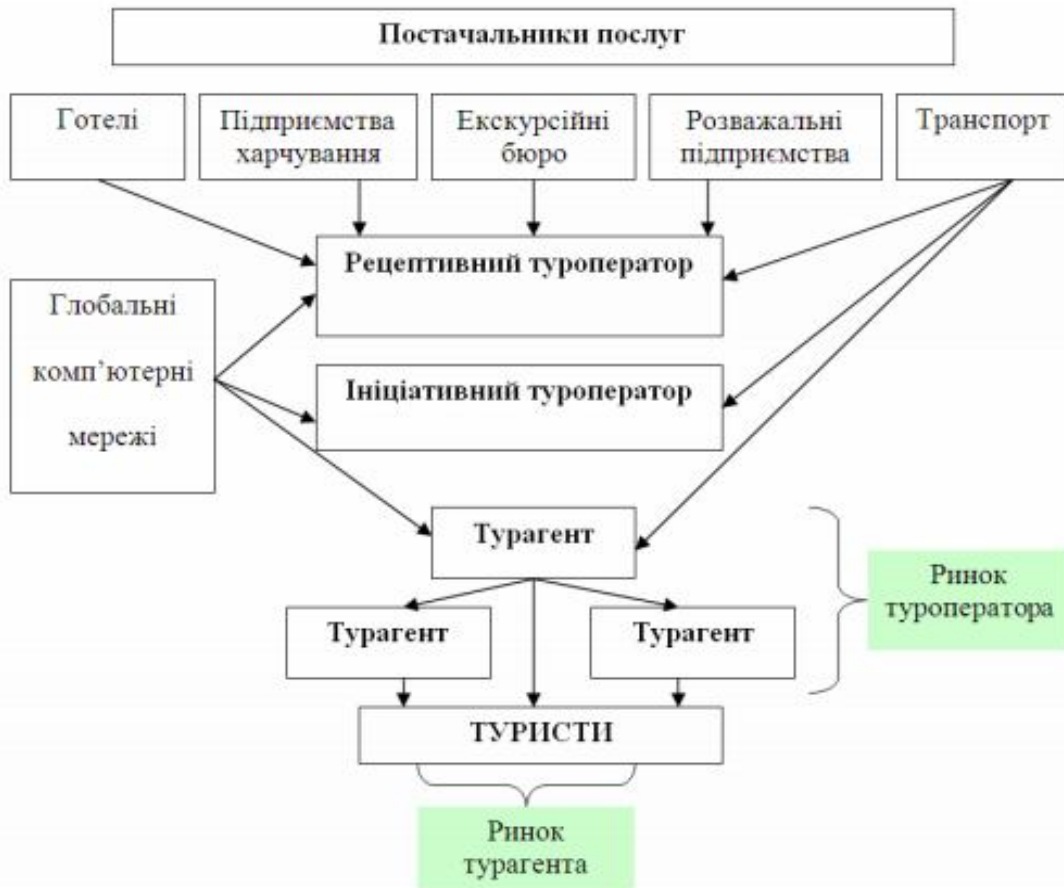 Постачальники послуг
Готелі
Підприємства
харчування
Екскурсійні
бюро
Розважальні
підприємства
Транспорт
Рецептивний туроператор
Глобальні
комп’ютерні
мережі
Ініціативний туроператор
Турагент
Ринок
туроператора
Турагент
Турагент
ТУРИСТИ
Ринок
турагента